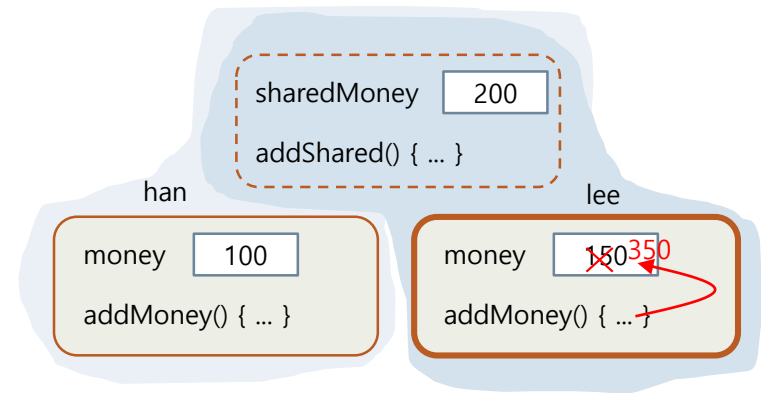 sharedMoney 200
addShared() { ... }
han
lee
money 100
addMoney() { ... }
money 150 350
addMoney() { ... }